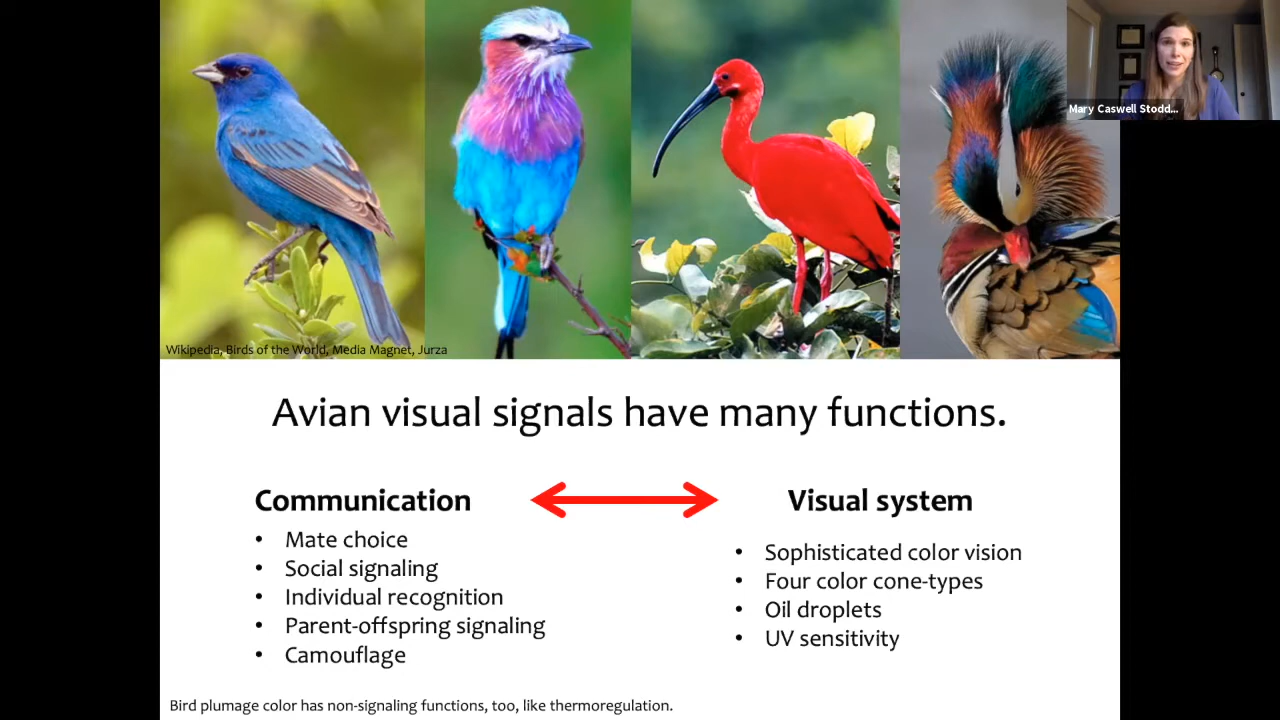 Mary Caswell Stodd...
Wikipedia, Birds of the World, Media Magnet, Jurza
Avian visual signals have many functions.
Communication
• Mate choice
• Social signaling
• Individual recognition
• Parent-offspring signaling
• Camouflage
Visual system
• Sophisticated color vision
• Four color cone-types
• Oil droplets
• UV sensitivity
Bird plumage color has non-signaling functions, too, like thermoregulation.